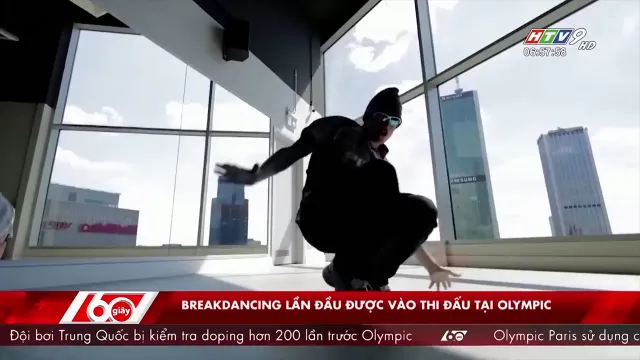 HTV9 HD
06:57:58
SAMSUNG
60 giây
BREAKDANCING LẦN ĐẦU ĐƯỢC VÀO THI ĐẤU TẠI OLYMPIC
Đội bơi Trung Quốc bị kiểm tra doping hơn 200 lần trước Olympic 60 Olympic Paris sử dụng